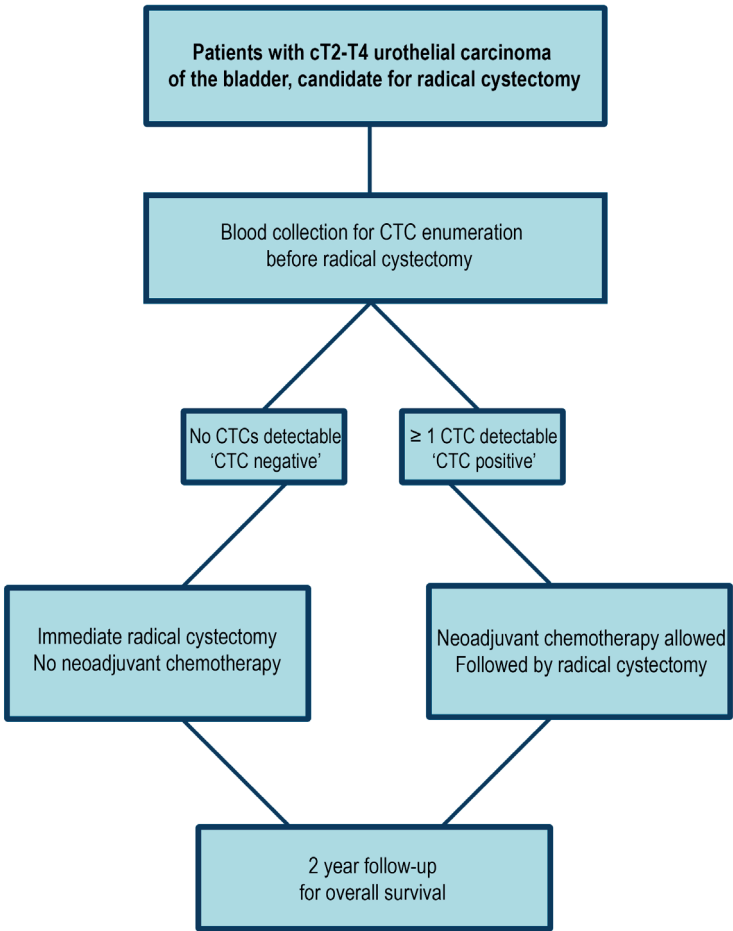 Patients with cT2-T4 urothelial carcinoma
of the bladder, candidate for radical cystectomy
Blood collection for CTC enumeration
before radical cystectomy
No CTCs detectable
‘CTC negative’
≥ 1 CTC detectable
‘CTC positive’
Immediate radical cystectomy
No neoadjuvant chemotherapy
Neoadjuvant chemotherapy allowed
Followed by radical cystectomy
2 year follow-up
for overall survival